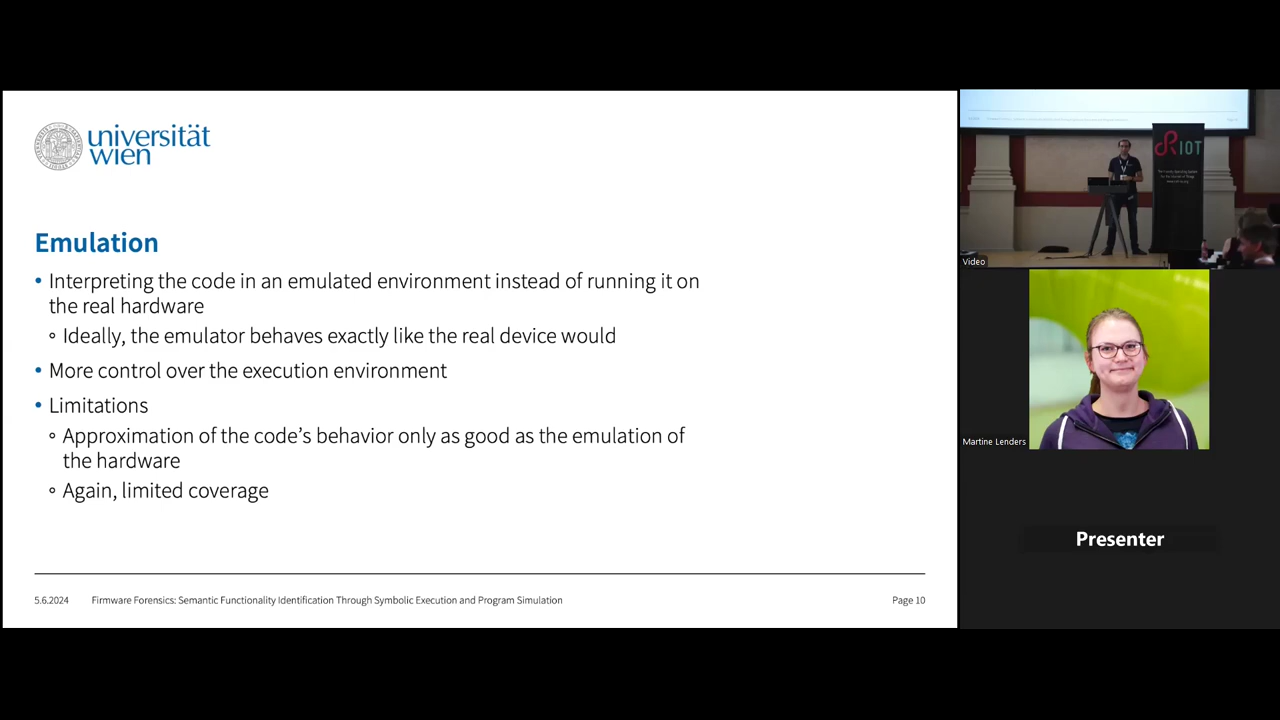 universität
wien
Emulation
• Interpreting the code in an emulated environment instead of running it on
the real hardware
◦ Ideally, the emulator behaves exactly like the real device would
• More control over the execution environment
• Limitations
◦ Approximation of the code's behavior only as good as the emulation of
the hardware
◦ Again, limited coverage
5.6.2024 Firmware Forensics: Semantic Functionality Identification Through Symbolic Execution and Program Simulation Page 10
RIOT
Video
Martine Lenders
Presenter